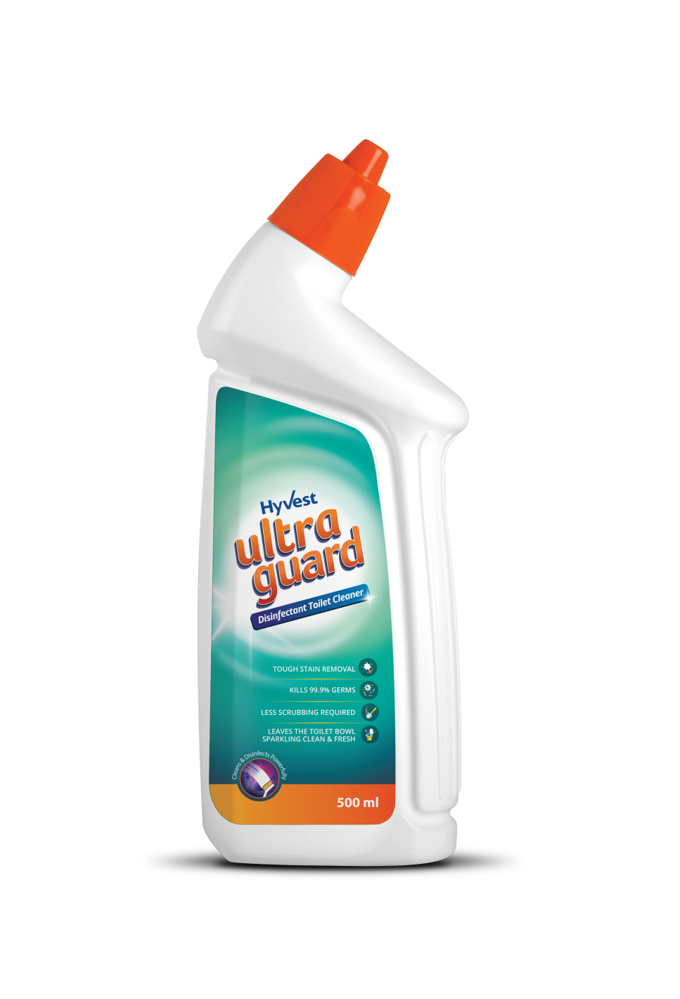 Hyvest
ultra
guard
Disinfectant Toilet Cleaner
TOUGH STAIN REMOVAL
KILLS 99.9% GERMS
LESS SCRUBBING REQUIRED
LEAVES THE TOILET BOWL
SPARKLING CLEAN & FRESH
Cleans & Disinfects Powerfully
500 ml